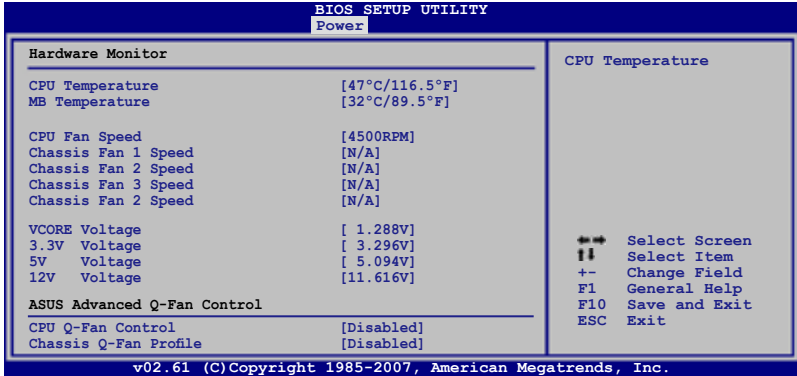 BIOS SETUP UTILITY
Power
Hardware Monitor
CPU Temperature [47°C/116.5°F]
MB Temperature [32°C/89.5°F]
CPU Fan Speed [4500RPM]
Chassis Fan 1 Speed [N/A]
Chassis Fan 2 Speed [N/A]
Chassis Fan 3 Speed [N/A]
Chassis Fan 2 Speed [N/A]
VCORE Voltage [ 1.288V]
3.3V Voltage [ 3.296V]
5V Voltage [ 5.094V]
12V Voltage [11.616V]
ASUS Advanced Q-Fan Control
CPU Q-Fan Control [Disabled]
Chassis Q-Fan Profile [Disabled]
CPU Temperature
←→ Select Screen
↑↓ Select Item
+- Change Field
F1 General Help
F10 Save and Exit
ESC Exit
v02.61 (C)Copyright 1985-2007, American Megatrends, Inc.